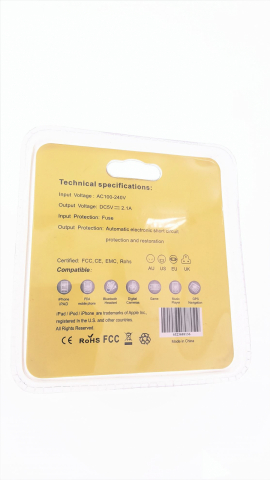 Technical specifications:
Input Voltage: AC100-240V
Output Voltage: DC5V 2.1A
Input Protection: Fuse
Output Protection: Automatic electronic short circuit
protection and restoration
Certified: FCC, CE, EMC, Rohs
Compatible:
AU US EU UK
iPhone iPod Bluetooth Headset Digital Cameras Game Player GPS Navigation
iPad / iPod / iPhone are trademarks of Apple Inc,
registered in the U.S. and other countries.
All Rights Reserved.
CE RoHS FCC
Made in China